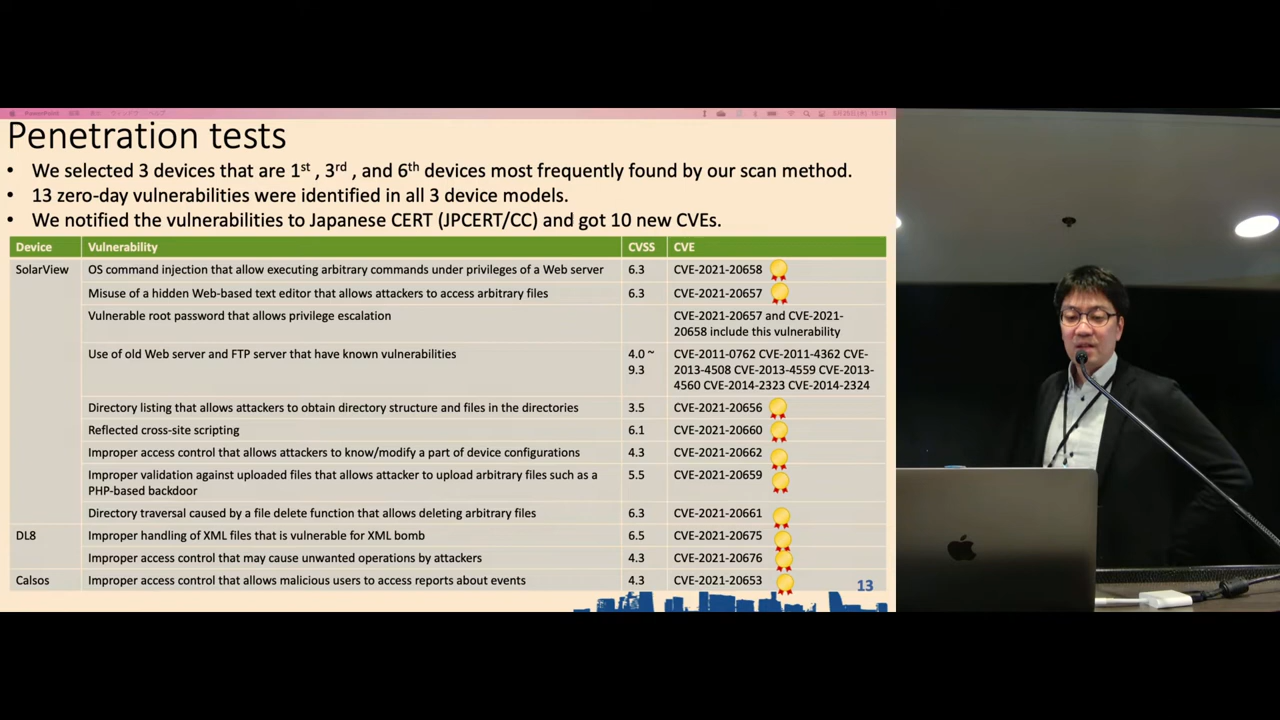 Penetration tests
• We selected 3 devices that are 1st , 3rd , and 6th devices most frequently found by our scan method.
• 13 zero-day vulnerabilities were identified in all 3 device models.
• We notified the vulnerabilities to Japanese CERT (JPCERT/CC) and got 10 new CVEs.
Device Vulnerability CVSS CVE
SolarView OS command injection that allow executing arbitrary commands under privileges of a Web server 6.3 CVE-2021-20658
Misuse of a hidden Web-based text editor that allows attackers to access arbitrary files 6.3 CVE-2021-20657
Vulnerable root password that allows privilege escalation CVE-2021-20657 and CVE-2021-
20658 include this vulnerability
Use of old Web server and FTP server that have known vulnerabilities 4.0 ~ CVE-2011-0762 CVE-2011-4362 CVE-
9.3 2013-4508 CVE-2013-4559 CVE-2013-
4560 CVE-2014-2323 CVE-2014-2324
Directory listing that allows attackers to obtain directory structure and files in the directories 3.5 CVE-2021-20656
Reflected cross-site scripting 6.1 CVE-2021-20660
Improper access control that allows attackers to know/modify a part of device configurations 4.3 CVE-2021-20662
Improper validation against uploaded files that allows attacker to upload arbitrary files such as a 5.5 CVE-2021-20659
PHP-based backdoor
Directory traversal caused by a file delete function that allows deleting arbitrary files 6.3 CVE-2021-20661
DL8 Improper handling of XML files that is vulnerable for XML bomb 6.5 CVE-2021-20675
Improper access control that may cause unwanted operations by attackers 4.3 CVE-2021-20676
Calsos Improper access control that allows malicious users to access reports about events 4.3 CVE-2021-20653
13